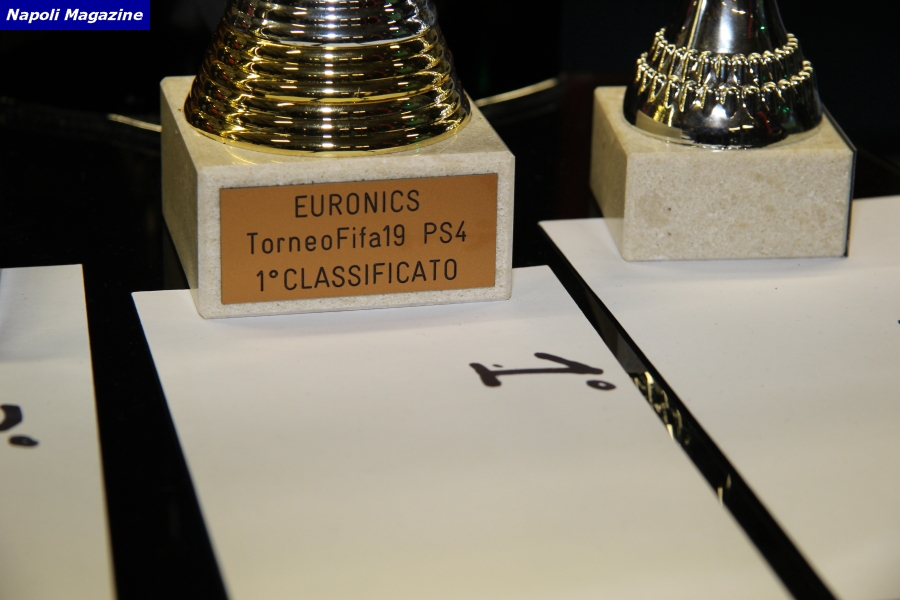 Napoli Magazine
EURONICS
TorneoFifa19 PS4
1°CLASSIFICATO
1°